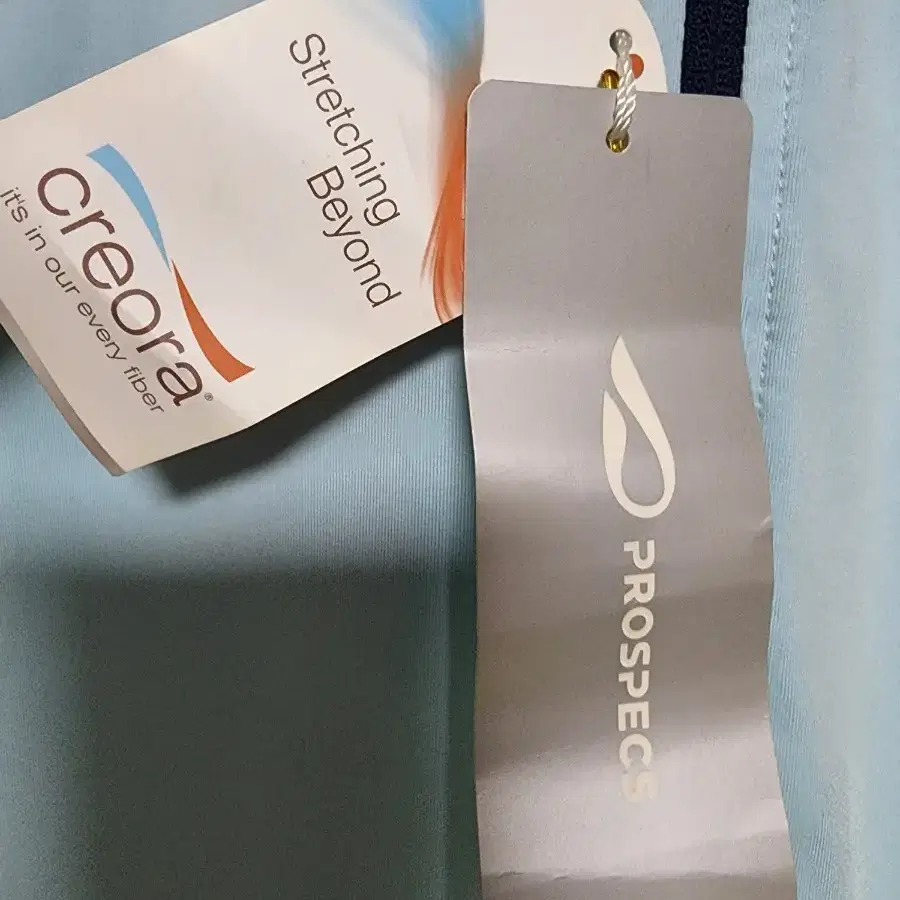 Stretching
Beyond
creora®
it's in our every fiber
PROSPECS